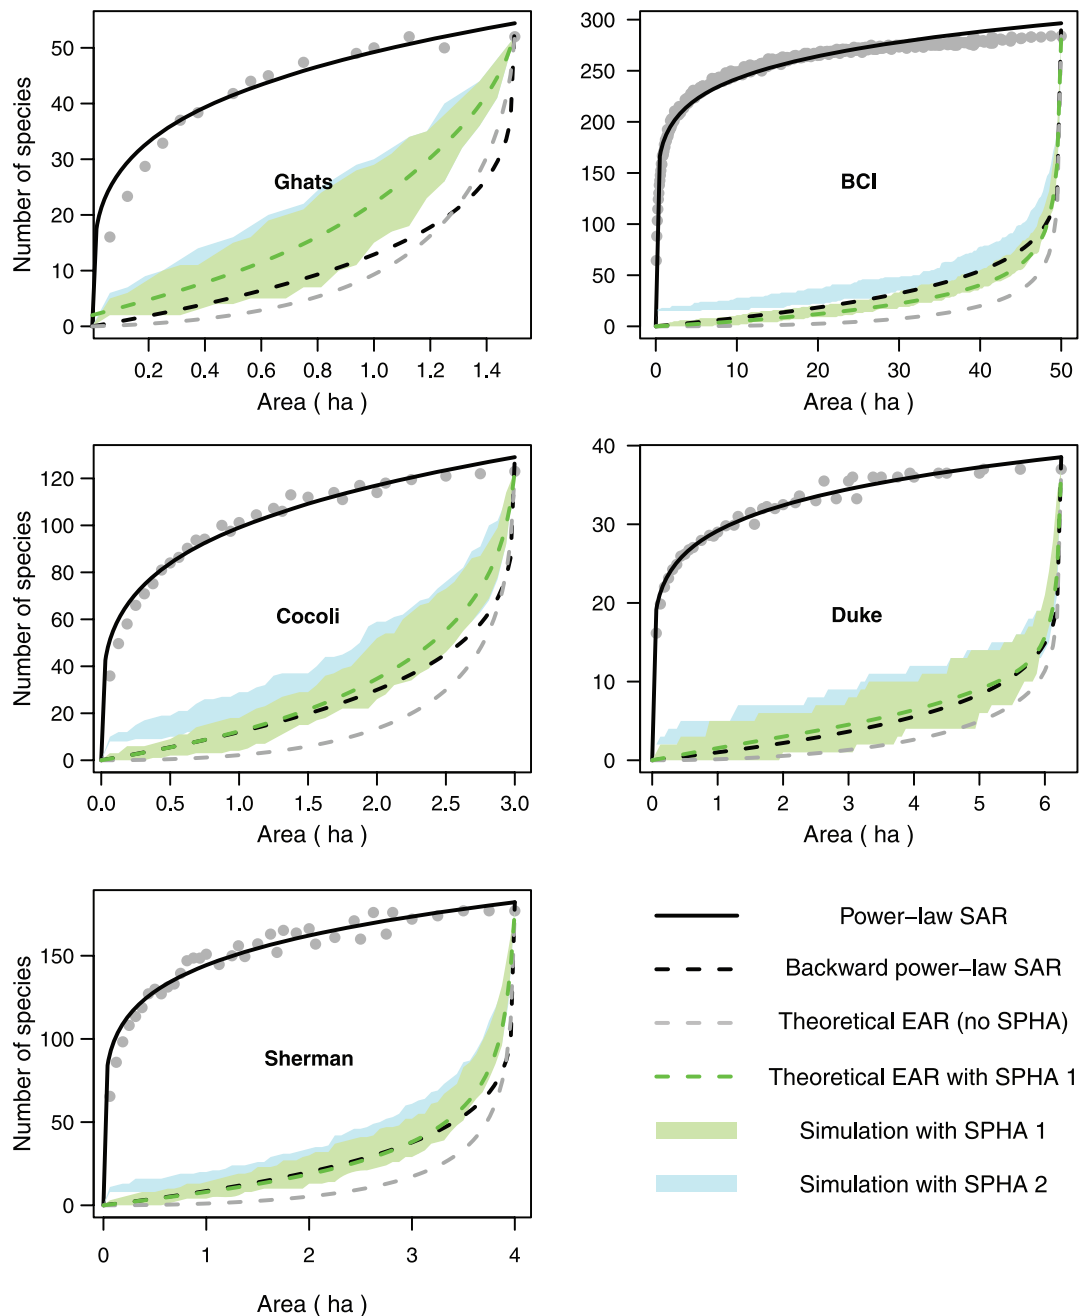 Number of species
50
40
30
20
10
0
Ghats
0.2 0.4 0.6 0.8 1.0 1.2 1.4
Area ( ha )
300
250
200
150
100
50
0
BCI
0 10 20 30 40 50
Area ( ha )
Number of species
120
100
80
60
40
20
0
Cocoli
0.0 0.5 1.0 1.5 2.0 2.5 3.0
Area ( ha )
40
30
20
10
0
Duke
0 1 2 3 4 5 6
Area ( ha )
Number of species
150
100
50
0
Sherman
0 1 2 3 4
Area ( ha )
Power–law SAR
Backward power–law SAR
Theoretical EAR (no SPHA)
Theoretical EAR with SPHA 1
Simulation with SPHA 1
Simulation with SPHA 2